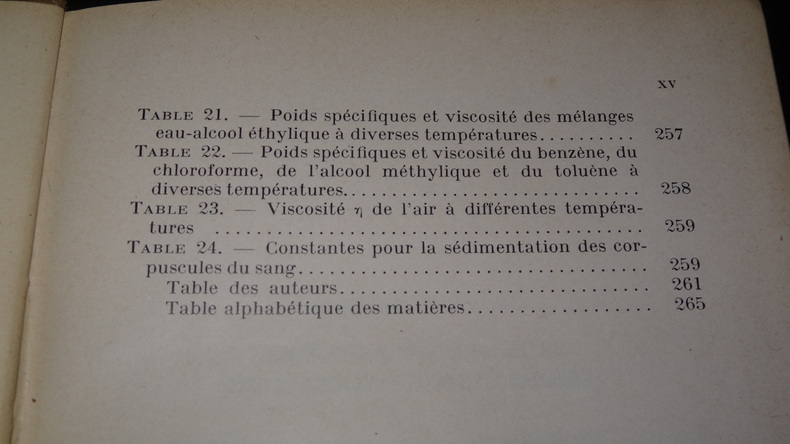 XV
TABLE 21. — Poids spécifiques et viscosité des mélanges
eau-alcool éthylique à diverses températures.......... 257
TABLE 22. — Poids spécifiques et viscosité du benzène, du
chloroforme, de l'alcool méthylique et du toluène à
diverses températures.............................. 258
TABLE 23. — Viscosité η de l'air à différentes tempéra-
tures .......................................... 259
TABLE 24. — Constantes pour la sédimentation des cor-
puscules du sang.................................. 259
Table des auteurs.............................. 261
Table alphabétique des matières.................. 265